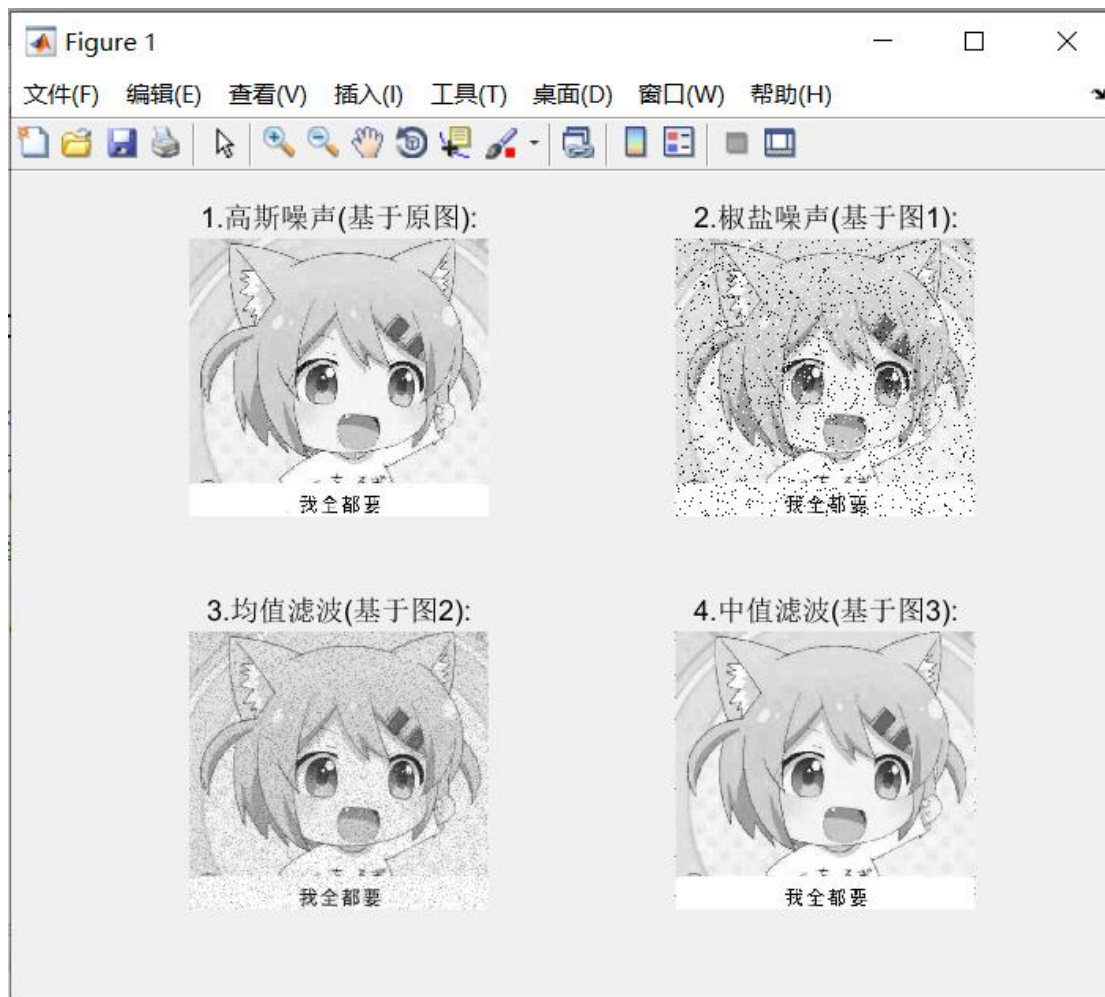 Figure 1
文件(F) 编辑(E) 查看(V) 插入(I) 工具(T) 桌面(D) 窗口(W) 帮助(H)
1.高斯噪声(基于原图):
2.椒盐噪声(基于图1):
我全都要
我全都要
3.均值滤波(基于图2):
4.中值滤波(基于图3):
我全都要
我全都要